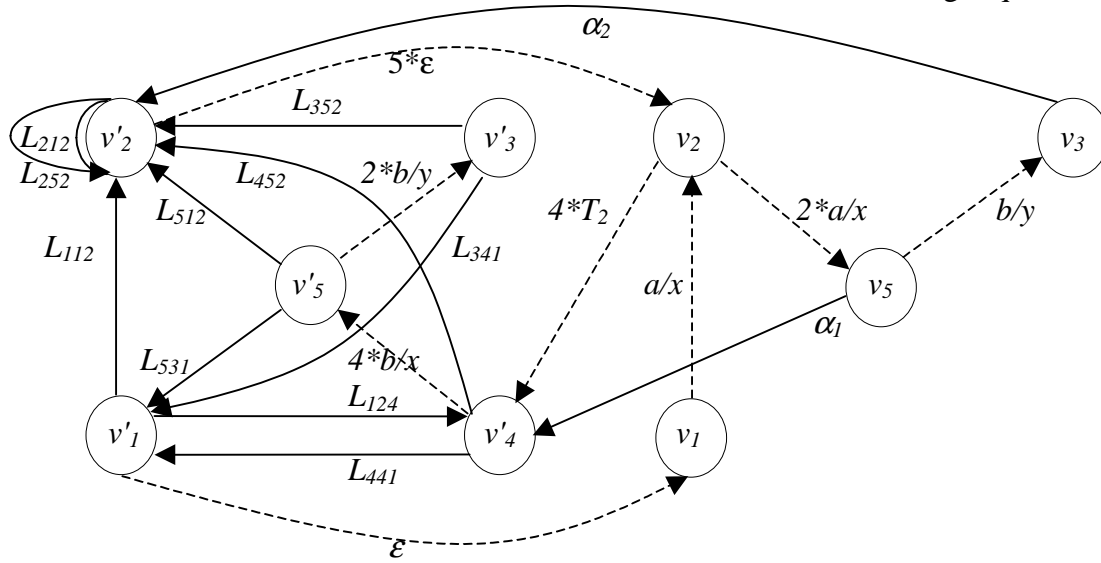 α₂
5*ε
L₃₅₂
L₂₁₂
v'₂
v'₃
v₂
v₃
L₂₅₂
L₄₅₂
2*b/y
L₅₁₂
4*T₂
2*a/x
b/y
L₁₁₂
L₃₄₁
v'₅
a/x
v₅
α₁
L₅₃₁
4*b/x
L₁₂₄
v'₁
v'₄
v₁
L₄₄₁
ε